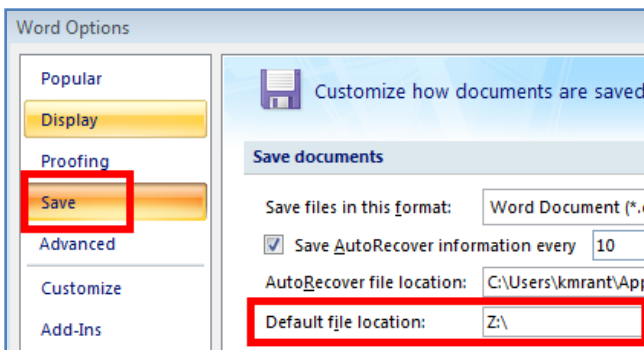 Word Options
Popular
Display
Proofing
Save
Advanced
Customize
Add-Ins
Customize how documents are saved
Save documents
Save files in this format: Word Document (*.
Save AutoRecover information every 10
AutoRecover file location: C:\Users\kmrant\App
Default file location: Z:\